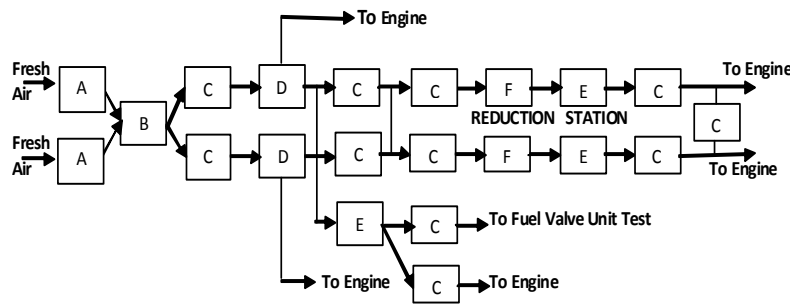 To Engine
Fresh
Air
A
C
D
C
C
F
E
C
To Engine
B
REDUCTION STATION
C
Fresh
Air
A
C
D
C
C
F
E
C
To Engine
E
C
To Fuel Valve Unit Test
To Engine
C
To Engine